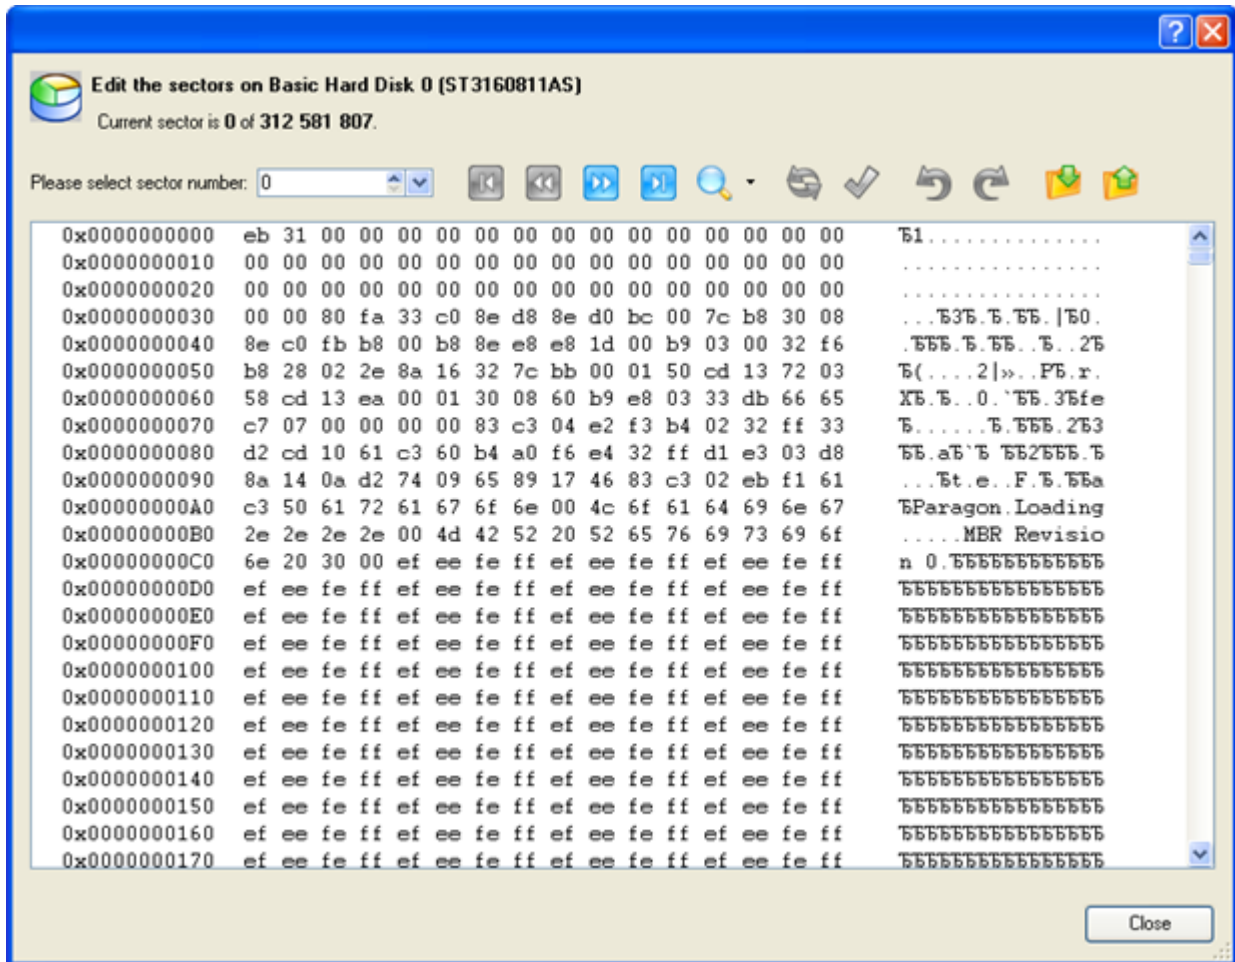 Edit the sectors on Basic Hard Disk 0 (ST3160811AS)
Current sector is 0 of 312 581 807.
Please select sector number: 0
0x0000000000 eb 31 00 00 00 00 00 00 00 00 00 00 00 00 00 00 Ђ1..............
0x0000000010 00 00 00 00 00 00 00 00 00 00 00 00 00 00 00 00 ................
0x0000000020 00 00 00 00 00 00 00 00 00 00 00 00 00 00 00 00 ................
0x0000000030 00 00 80 fa 33 c0 8e d8 8e d0 bc 00 7c b8 30 08 ...Ђ3Ђ.Ђ.ЂЂ.|Ђ0.
0x0000000040 8e c0 fb b8 00 b8 8e e8 e8 1d 00 b9 03 00 32 f6 .ЂЂЂ.Ђ.ЂЂ..Ђ..2Ђ
0x0000000050 b8 28 02 2e 8a 16 32 7c bb 00 01 50 cd 13 72 03 Ђ(....2|»..PЂ.r.
0x0000000060 58 cd 13 ea 00 01 30 08 60 b9 e8 03 33 db 66 65 XЂ.Ђ..0.`ЂЂ.3Ђfe
0x0000000070 c7 07 00 00 00 00 83 c3 04 e2 f3 b4 02 32 ff 33 Ђ......Ђ.ЂЂЂ.2Ђ3
0x0000000080 d2 cd 10 61 c3 60 b4 a0 f6 e4 32 ff d1 e3 03 d8 ЂЂ.aЂ`Ђ ЂЂ2ЂЂЂ.Ђ
0x0000000090 8a 14 0a d2 74 09 65 89 17 46 83 c3 02 eb f1 61 ...Ђt.e..F.Ђ.ЂЂa
0x00000000A0 c3 50 61 72 61 67 6f 6e 00 4c 6f 61 64 69 6e 67 ЂParagon.Loading
0x00000000B0 2e 2e 2e 2e 00 4d 42 52 20 52 65 76 69 73 69 6f .....MBR Revisio
0x00000000C0 6e 20 30 00 ef ee fe ff ef ee fe ff ef ee fe ff n 0.ЂЂЂЂЂЂЂЂЂЂЂЂ
0x00000000D0 ef ee fe ff ef ee fe ff ef ee fe ff ef ee fe ff ЂЂЂЂЂЂЂЂЂЂЂЂЂЂЂЂ
0x00000000E0 ef ee fe ff ef ee fe ff ef ee fe ff ef ee fe ff ЂЂЂЂЂЂЂЂЂЂЂЂЂЂЂЂ
0x00000000F0 ef ee fe ff ef ee fe ff ef ee fe ff ef ee fe ff ЂЂЂЂЂЂЂЂЂЂЂЂЂЂЂЂ
0x0000000100 ef ee fe ff ef ee fe ff ef ee fe ff ef ee fe ff ЂЂЂЂЂЂЂЂЂЂЂЂЂЂЂЂ
0x0000000110 ef ee fe ff ef ee fe ff ef ee fe ff ef ee fe ff ЂЂЂЂЂЂЂЂЂЂЂЂЂЂЂЂ
0x0000000120 ef ee fe ff ef ee fe ff ef ee fe ff ef ee fe ff ЂЂЂЂЂЂЂЂЂЂЂЂЂЂЂЂ
0x0000000130 ef ee fe ff ef ee fe ff ef ee fe ff ef ee fe ff ЂЂЂЂЂЂЂЂЂЂЂЂЂЂЂЂ
0x0000000140 ef ee fe ff ef ee fe ff ef ee fe ff ef ee fe ff ЂЂЂЂЂЂЂЂЂЂЂЂЂЂЂЂ
0x0000000150 ef ee fe ff ef ee fe ff ef ee fe ff ef ee fe ff ЂЂЂЂЂЂЂЂЂЂЂЂЂЂЂЂ
0x0000000160 ef ee fe ff ef ee fe ff ef ee fe ff ef ee fe ff ЂЂЂЂЂЂЂЂЂЂЂЂЂЂЂЂ
0x0000000170 ef ee fe ff ef ee fe ff ef ee fe ff ef ee fe ff ЂЂЂЂЂЂЂЂЂЂЂЂЂЂЂЂ
Close